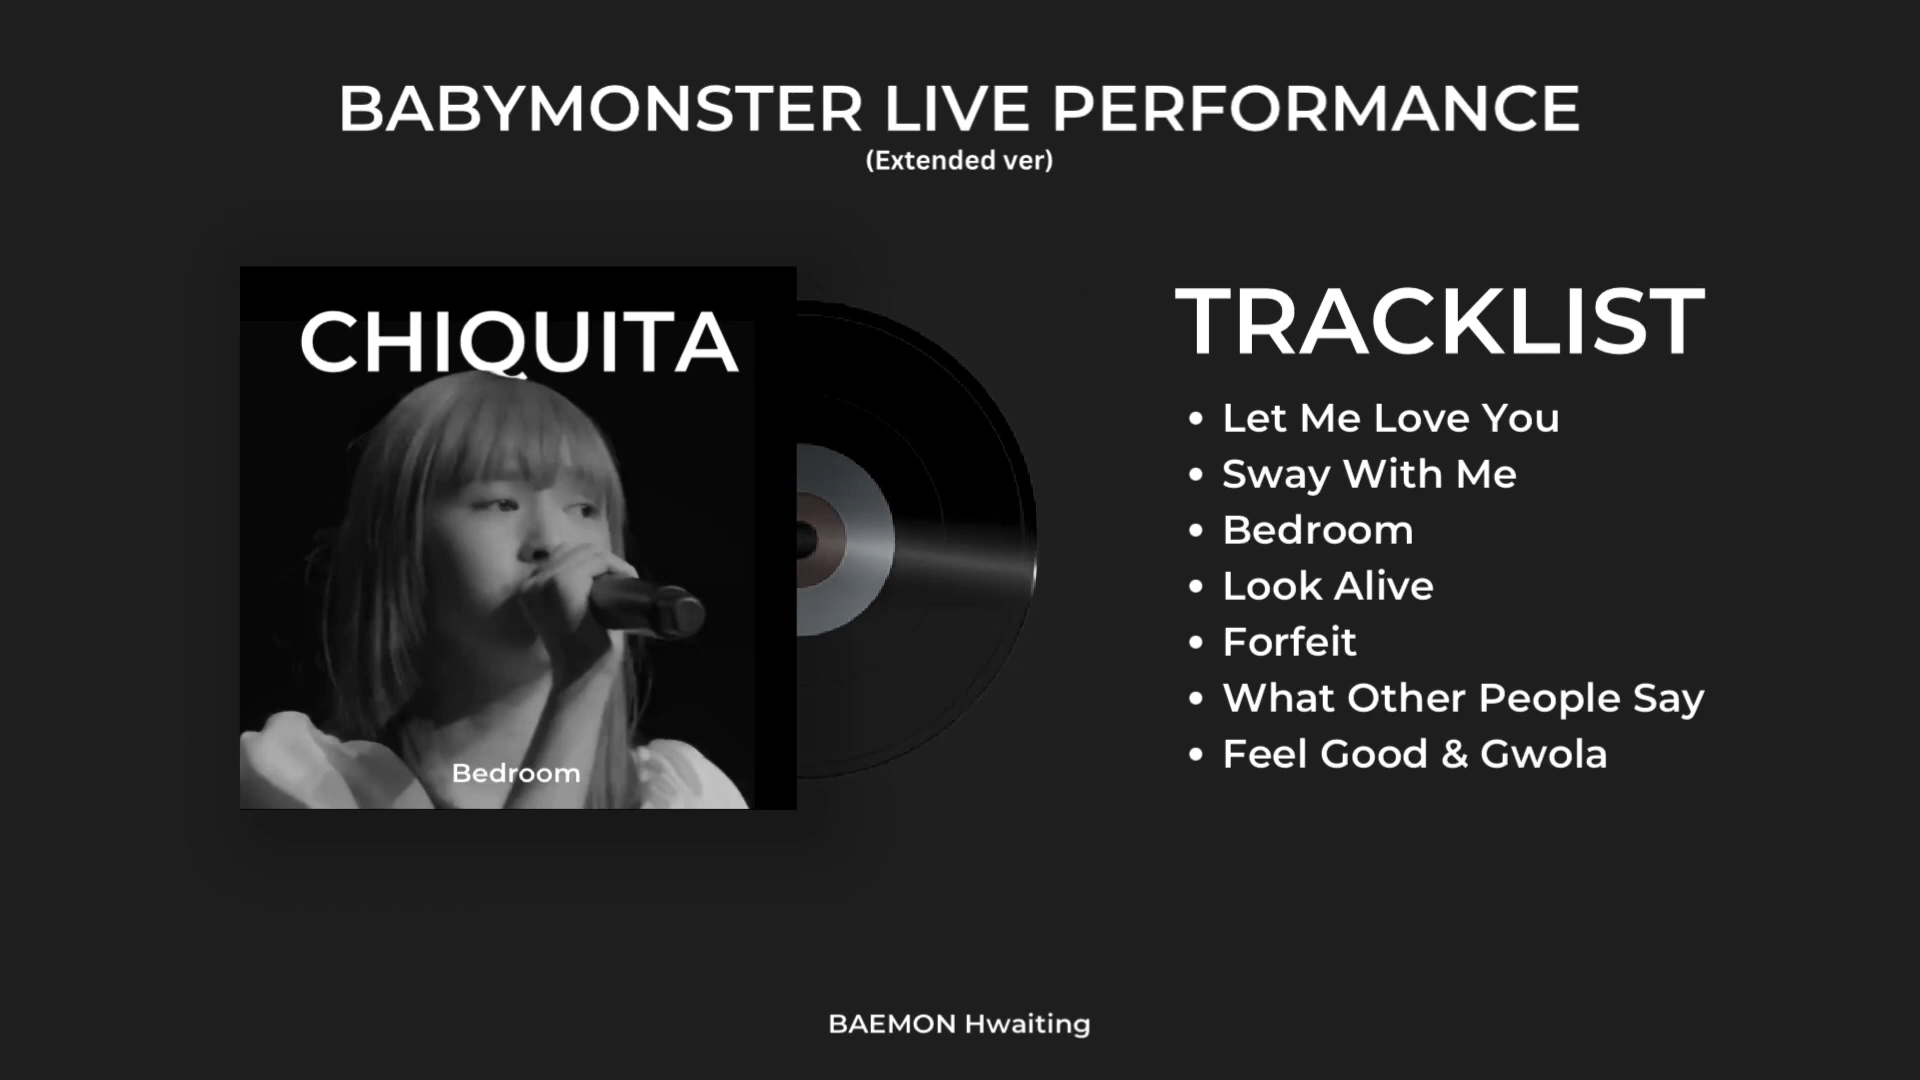 BABYMONSTER LIVE PERFORMANCE
(Extended ver)
CHIQUITA
Bedroom
TRACKLIST
• Let Me Love You
• Sway With Me
• Bedroom
• Look Alive
• Forfeit
• What Other People Say
• Feel Good & Gwola
BAEMON Hwaiting